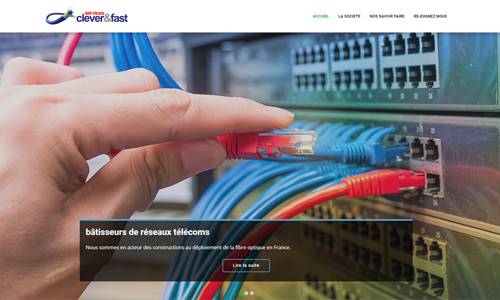 services
clever&fast
ACCUEIL LA SOCIETE NOS SAVOIR FAIRE REJOIGNEZ NOUS
bâtisseurs de réseaux télécoms
Nous sommes en acteur des constructions au déploiement de la fibre optique en France.
Lire la suite